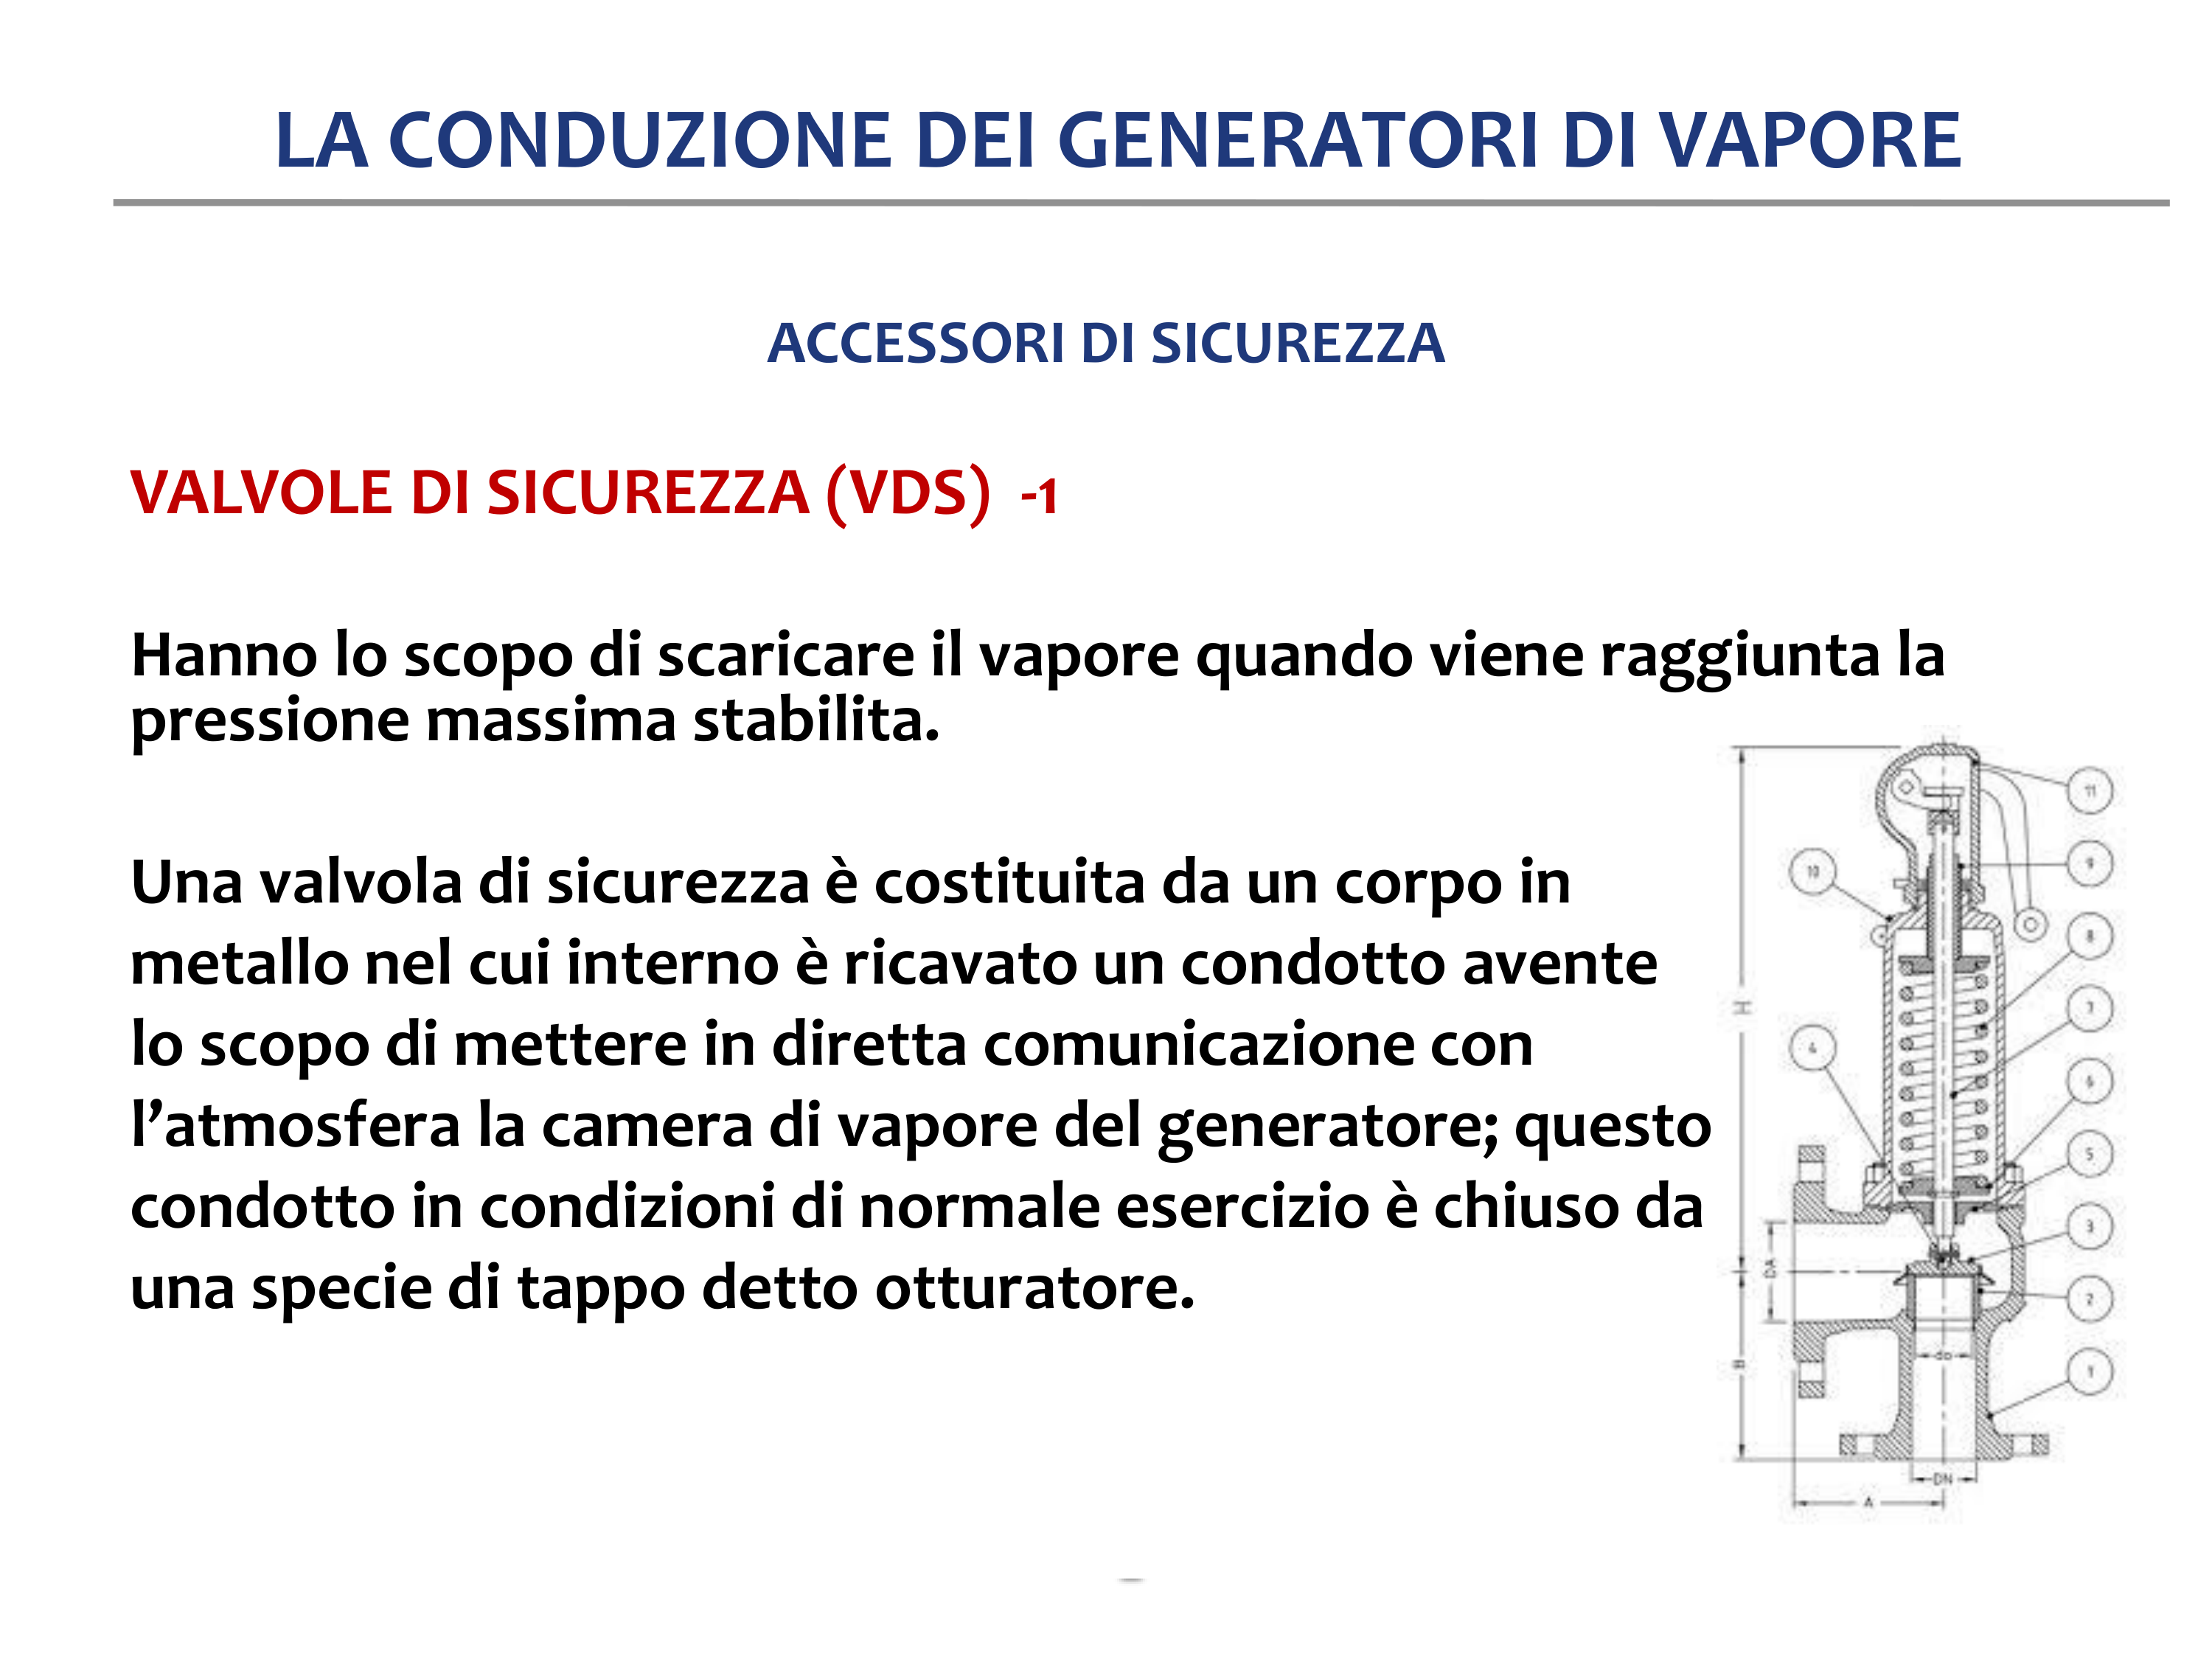 LA CONDUZIONE DEI GENERATORI DI VAPORE
ACCESSORI DI SICUREZZA
VALVOLE DI SICUREZZA (VDS) -1
Hanno lo scopo di scaricare il vapore quando viene raggiunta la
pressione massima stabilita.
Una valvola di sicurezza è costituita da un corpo in
metallo nel cui interno è ricavato un condotto avente
lo scopo di mettere in diretta comunicazione con
l’atmosfera la camera di vapore del generatore; questo
condotto in condizioni di normale esercizio è chiuso da
una specie di tappo detto otturatore.
11
9
10
8
H
7
4
6
5
3
DA
2
do
B
1
DN
A